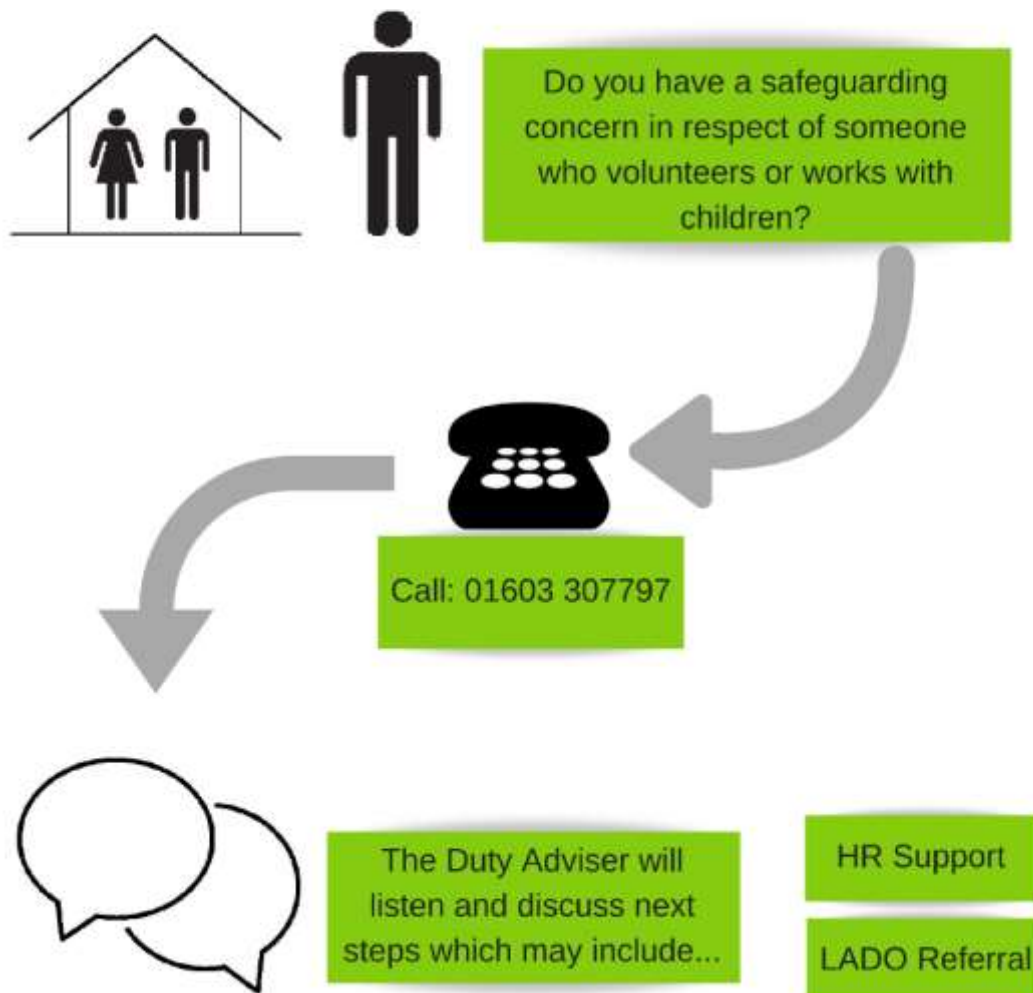 Do you have a safeguarding
concern in respect of someone
who volunteers or works with
children?
Call: 01603 307797
The Duty Adviser will
listen and discuss next
steps which may include...
HR Support
LADO Referral